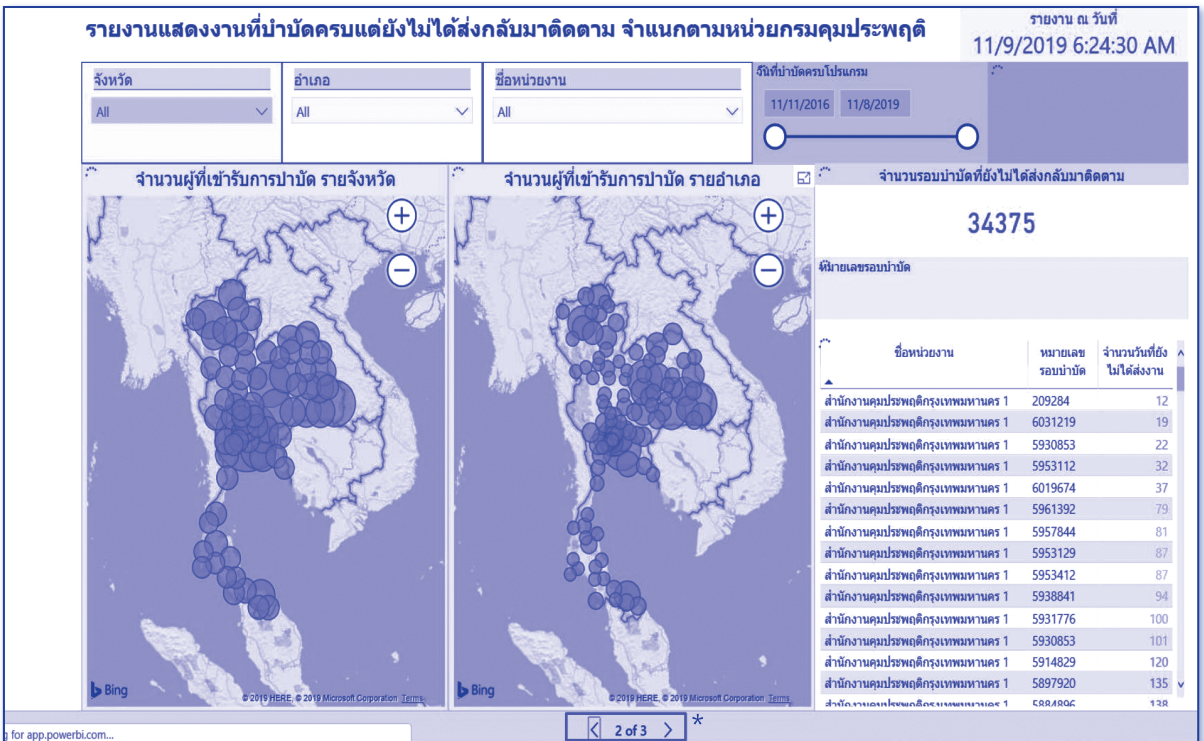 รายงานแสดงงานที่บำบัดครบแต่ยังไม่ได้ส่งกลับมาติดตาม จำแนกตามหน่วยกรมคุมประพฤติ
รายงาน ณ วันที่
11/9/2019 6:24:30 AM
จังหวัด
All
อำเภอ
All
ชื่อหน่วยงาน
All
วันที่บำบัดครบโปรแกรม
11/11/2016 11/8/2019
จำนวนผู้ที่เข้ารับการบำบัด รายจังหวัด
Bing
© 2019 HERE, © 2019 Microsoft Corporation Terms
จำนวนผู้ที่เข้ารับการบำบัด รายอำเภอ
Bing
© 2019 HERE, © 2019 Microsoft Corporation Terms
จำนวนรอบบำบัดที่ยังไม่ได้ส่งกลับมาติดตาม
34375
หมายเลขรอบบำบัด
ชื่อหน่วยงาน หมายเลข จำนวนวันที่ยัง
รอบบำบัด ไม่ได้ส่งงาน
สำนักงานคุมประพฤติกรุงเทพมหานคร 1 209284 12
สำนักงานคุมประพฤติกรุงเทพมหานคร 1 6031219 19
สำนักงานคุมประพฤติกรุงเทพมหานคร 1 5930853 22
สำนักงานคุมประพฤติกรุงเทพมหานคร 1 5953112 32
สำนักงานคุมประพฤติกรุงเทพมหานคร 1 6019674 37
สำนักงานคุมประพฤติกรุงเทพมหานคร 1 5961392 79
สำนักงานคุมประพฤติกรุงเทพมหานคร 1 5957844 81
สำนักงานคุมประพฤติกรุงเทพมหานคร 1 5953129 87
สำนักงานคุมประพฤติกรุงเทพมหานคร 1 5953412 87
สำนักงานคุมประพฤติกรุงเทพมหานคร 1 5938841 94
สำนักงานคุมประพฤติกรุงเทพมหานคร 1 5931776 100
สำนักงานคุมประพฤติกรุงเทพมหานคร 1 5930853 101
สำนักงานคุมประพฤติกรุงเทพมหานคร 1 5914829 120
สำนักงานคุมประพฤติกรุงเทพมหานคร 1 5897920 135
สำนักงานคุมประพฤติกรุงเทพมหานคร 1 5884896 138
g for app.powerbi.com...
2 of 3 *